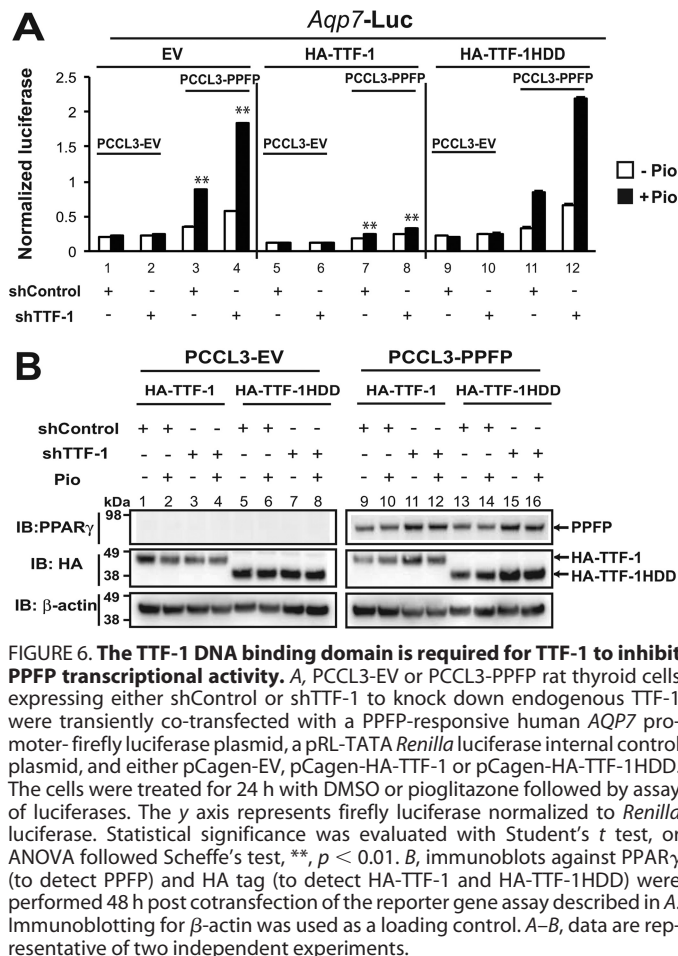 A
Aqp7-Luc
EV HA-TTF-1 HA-TTF-1HDD
PCCL3-PPFP PCCL3-PPFP PCCL3-PPFP
PCCL3-EV PCCL3-EV PCCL3-EV
Normalized luciferase
2.5
2
1.5
1
0.5
0
** ** ** **
- Pio
+Pio
1 2 3 4 5 6 7 8 9 10 11 12
shControl + - + - + - + - + - + -
shTTF-1 - + - + - + - + - + - +
B
PCCL3-EV PCCL3-PPFP
HA-TTF-1 HA-TTF-1HDD HA-TTF-1 HA-TTF-1HDD
shControl + + - - + + - - + + - - + + - -
shTTF-1 - - + + - - + + - - + + - - + +
Pio - + - + - + - + - + - + - + - +
kDa 1 2 3 4 5 6 7 8 9 10 11 12 13 14 15 16
IB:PPARγ 98 PPFP
IB: HA 49 38 HA-TTF-1 HA-TTF-1HDD
IB: β-actin 49 38
FIGURE 6. The TTF-1 DNA binding domain is required for TTF-1 to inhibit
PPFP transcriptional activity. A, PCCL3-EV or PCCL3-PPFP rat thyroid cells
expressing either shControl or shTTF-1 to knock down endogenous TTF-1
were transiently co-transfected with a PPFP-responsive human AQP7 pro-
moter- firefly luciferase plasmid, a pRL-TATA Renilla luciferase internal control
plasmid, and either pCagen-EV, pCagen-HA-TTF-1 or pCagen-HA-TTF-1HDD.
The cells were treated for 24 h with DMSO or pioglitazone followed by assay
of luciferases. The y axis represents firefly luciferase normalized to Renilla
luciferase. Statistical significance was evaluated with Student's t test, or
ANOVA followed Scheffe's test, **, p < 0.01. B, immunoblots against PPARγ
(to detect PPFP) and HA tag (to detect HA-TTF-1 and HA-TTF-1HDD) were
performed 48 h post cotransfection of the reporter gene assay described in A.
Immunoblotting for β-actin was used as a loading control. A–B, data are rep-
resentative of two independent experiments.